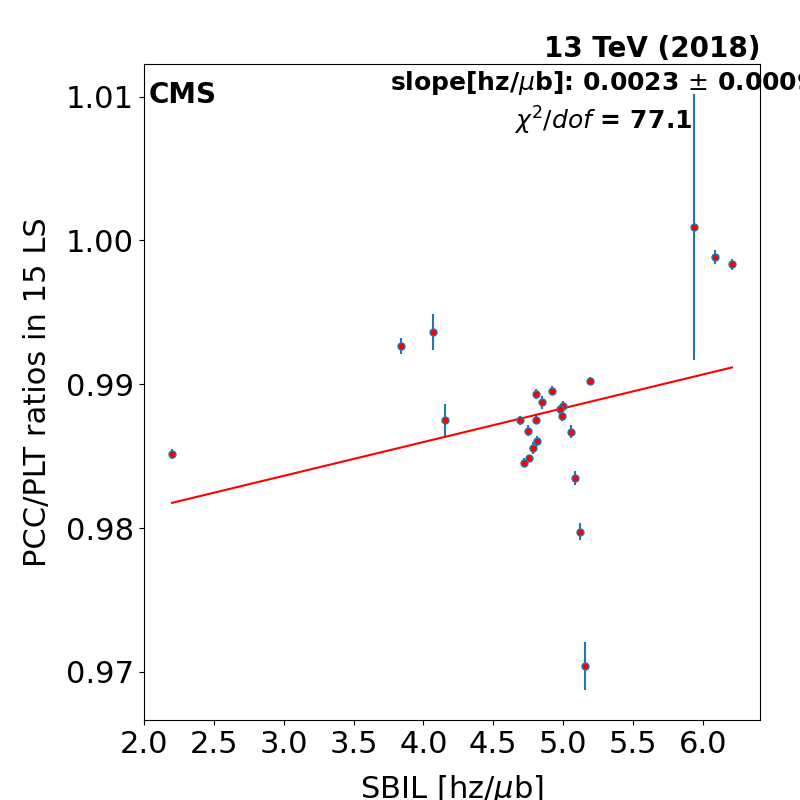 13 TeV (2018)
CMS
slope[hz/μb]: 0.0023 ± 0.0009
χ²/dof = 77.1
PCC/PLT ratios in 15 LS
1.01
1.00
0.99
0.98
0.97
2.0 2.5 3.0 3.5 4.0 4.5 5.0 5.5 6.0
SBIL [hz/μb]